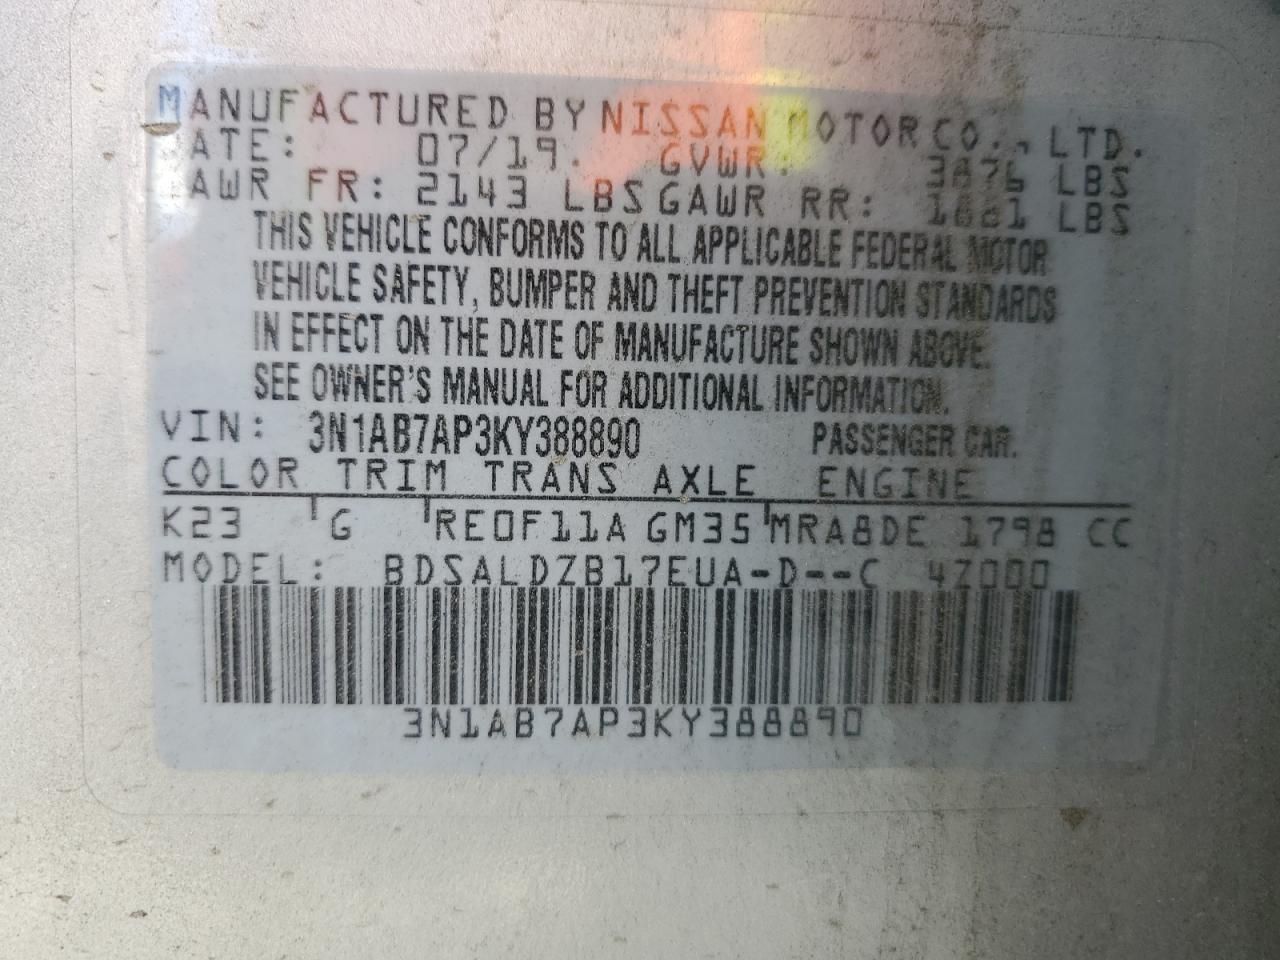 MANUFACTURED BY NISSAN MOTOR CO., LTD.
DATE: 07/19. GVWR: 3876 LBS
GAWR FR: 2143 LBS GAWR RR: 1881 LBS
THIS VEHICLE CONFORMS TO ALL APPLICABLE FEDERAL MOTOR
VEHICLE SAFETY, BUMPER AND THEFT PREVENTION STANDARDS
IN EFFECT ON THE DATE OF MANUFACTURE SHOWN ABOVE.
SEE OWNER'S MANUAL FOR ADDITIONAL INFORMATION.
VIN: 3N1AB7AP3KY388890 PASSENGER CAR.
COLOR TRIM TRANS AXLE ENGINE
K23 G RE0F11A GM35 MRA8DE 1798 CC
MODEL: BDSALDZB17EUA-D--C 4Z000
3N1AB7AP3KY388890